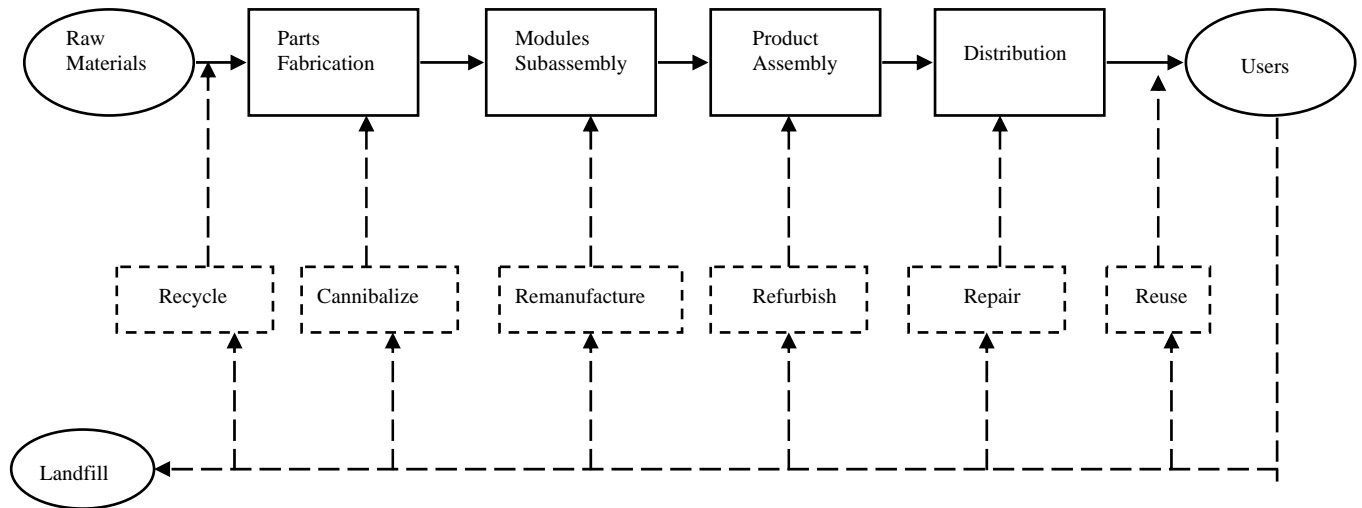 Raw
Materials
Parts
Fabrication
Modules
Subassembly
Product
Assembly
Distribution
Users
Recycle
Cannibalize
Remanufacture
Refurbish
Repair
Reuse
Landfill